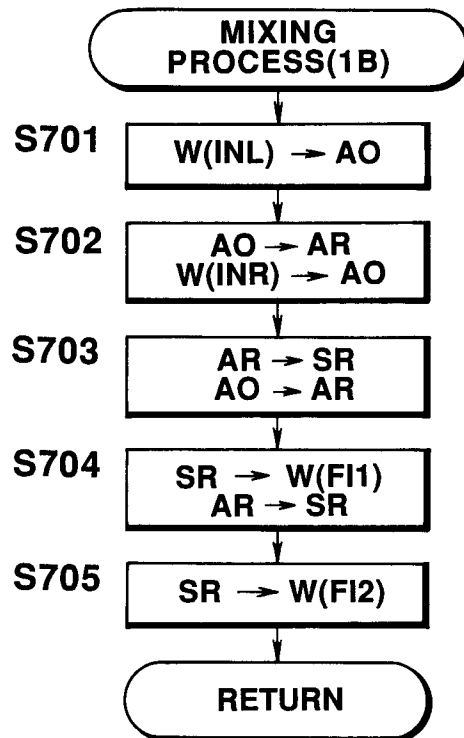 MIXING
PROCESS(1B)
S701
W(INL) → AO
S702
AO → AR
W(INR) → AO
S703
AR → SR
AO → AR
S704
SR → W(FI1)
AR → SR
S705
SR → W(FI2)
RETURN